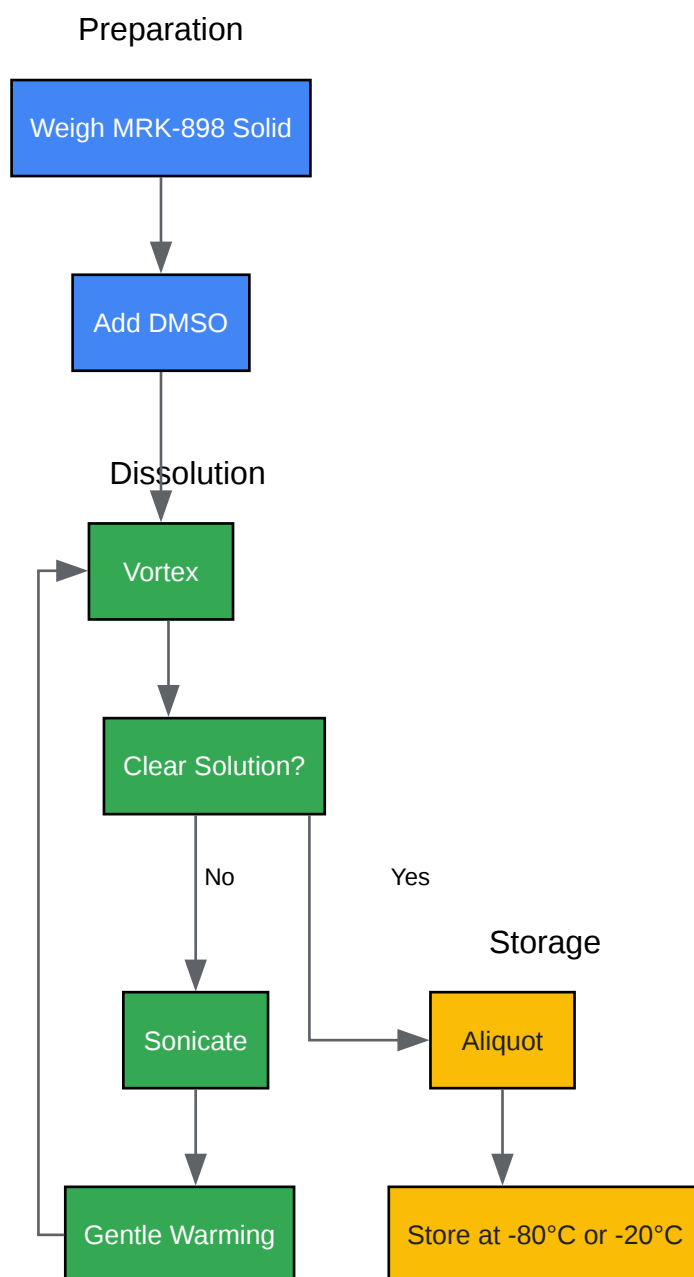 Preparation
Weigh MRK-898 Solid
Add DMSO
Dissolution
Vortex
Clear Solution?
No
Yes
Storage
Sonicate
Aliquot
Gentle Warming
Store at -80°C or -20°C